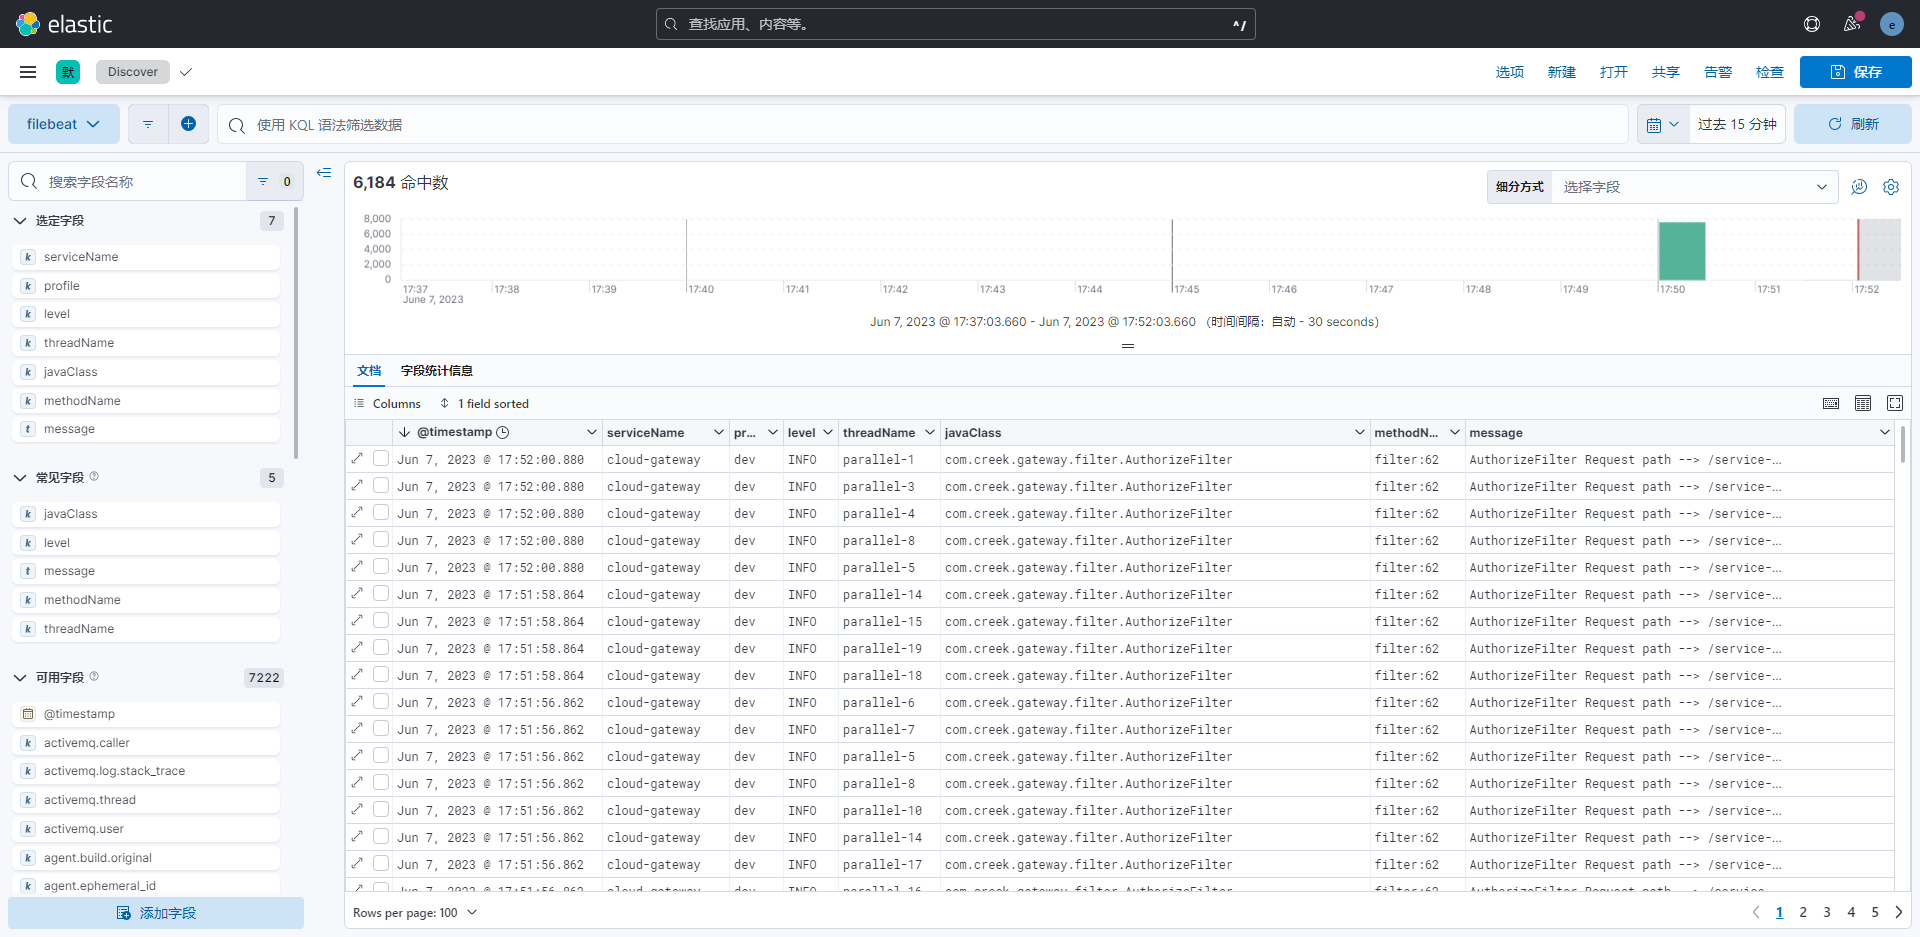 elastic
查找应用、内容等。
^/
e
默
Discover
选项
新建
打开
共享
告警
检查
保存
filebeat
使用 KQL 语法筛选数据
过去 15 分钟
刷新
搜索字段名称
0
选定字段
7
k serviceName
k profile
k level
k threadName
k javaClass
k methodName
t message
常见字段
5
k javaClass
k level
t message
k methodName
k threadName
可用字段
7222
@timestamp
k activemq.caller
k activemq.log.stack_trace
k activemq.thread
k activemq.user
k agent.build.original
k agent.ephemeral_id
添加字段
6,184 命中数
细分方式
选择字段
8,000
6,000
4,000
2,000
0
17:37 17:38 17:39 17:40 17:41 17:42 17:43 17:44 17:45 17:46 17:47 17:48 17:49 17:50 17:51 17:52
June 7, 2023
Jun 7, 2023 @ 17:37:03.660 - Jun 7, 2023 @ 17:52:03.660 （时间间隔：自动 - 30 seconds）
文档
字段统计信息
Columns
1 field sorted
@timestamp serviceName pr... level threadName javaClass methodN... message
Jun 7, 2023 @ 17:52:00.880 cloud-gateway dev INFO parallel-1 com.creek.gateway.filter.AuthorizeFilter filter:62 AuthorizeFilter Request path --> /service-...
Jun 7, 2023 @ 17:52:00.880 cloud-gateway dev INFO parallel-3 com.creek.gateway.filter.AuthorizeFilter filter:62 AuthorizeFilter Request path --> /service-...
Jun 7, 2023 @ 17:52:00.880 cloud-gateway dev INFO parallel-4 com.creek.gateway.filter.AuthorizeFilter filter:62 AuthorizeFilter Request path --> /service-...
Jun 7, 2023 @ 17:52:00.880 cloud-gateway dev INFO parallel-8 com.creek.gateway.filter.AuthorizeFilter filter:62 AuthorizeFilter Request path --> /service-...
Jun 7, 2023 @ 17:52:00.880 cloud-gateway dev INFO parallel-5 com.creek.gateway.filter.AuthorizeFilter filter:62 AuthorizeFilter Request path --> /service-...
Jun 7, 2023 @ 17:51:58.864 cloud-gateway dev INFO parallel-14 com.creek.gateway.filter.AuthorizeFilter filter:62 AuthorizeFilter Request path --> /service-...
Jun 7, 2023 @ 17:51:58.864 cloud-gateway dev INFO parallel-15 com.creek.gateway.filter.AuthorizeFilter filter:62 AuthorizeFilter Request path --> /service-...
Jun 7, 2023 @ 17:51:58.864 cloud-gateway dev INFO parallel-19 com.creek.gateway.filter.AuthorizeFilter filter:62 AuthorizeFilter Request path --> /service-...
Jun 7, 2023 @ 17:51:58.864 cloud-gateway dev INFO parallel-18 com.creek.gateway.filter.AuthorizeFilter filter:62 AuthorizeFilter Request path --> /service-...
Jun 7, 2023 @ 17:51:56.862 cloud-gateway dev INFO parallel-6 com.creek.gateway.filter.AuthorizeFilter filter:62 AuthorizeFilter Request path --> /service-...
Jun 7, 2023 @ 17:51:56.862 cloud-gateway dev INFO parallel-7 com.creek.gateway.filter.AuthorizeFilter filter:62 AuthorizeFilter Request path --> /service-...
Jun 7, 2023 @ 17:51:56.862 cloud-gateway dev INFO parallel-5 com.creek.gateway.filter.AuthorizeFilter filter:62 AuthorizeFilter Request path --> /service-...
Jun 7, 2023 @ 17:51:56.862 cloud-gateway dev INFO parallel-8 com.creek.gateway.filter.AuthorizeFilter filter:62 AuthorizeFilter Request path --> /service-...
Jun 7, 2023 @ 17:51:56.862 cloud-gateway dev INFO parallel-10 com.creek.gateway.filter.AuthorizeFilter filter:62 AuthorizeFilter Request path --> /service-...
Jun 7, 2023 @ 17:51:56.862 cloud-gateway dev INFO parallel-14 com.creek.gateway.filter.AuthorizeFilter filter:62 AuthorizeFilter Request path --> /service-...
Jun 7, 2023 @ 17:51:56.862 cloud-gateway dev INFO parallel-17 com.creek.gateway.filter.AuthorizeFilter filter:62 AuthorizeFilter Request path --> /service-...
Rows per page: 100
1 2 3 4 5